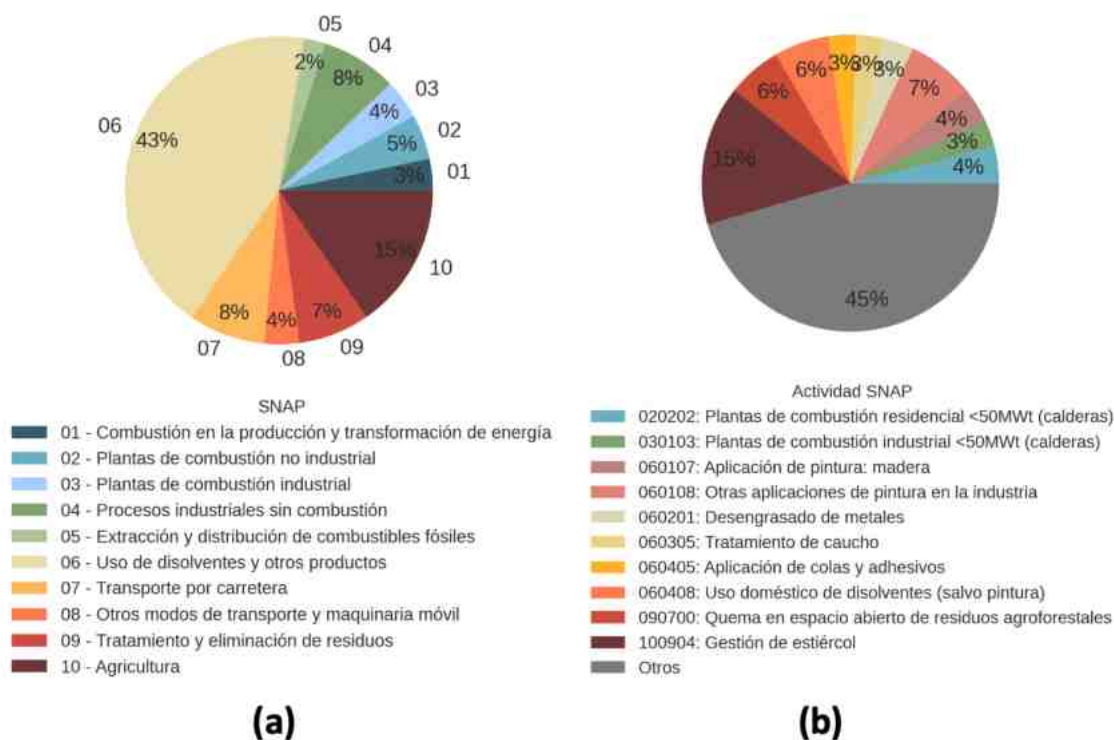 05
2%
04
8%
03
4%
02
5%
01
3%
06
43%
15%
10
8%
4%
7%
07
08
09
SNAP
01 - Combustión en la producción y transformación de energía
02 - Plantas de combustión no industrial
03 - Plantas de combustión industrial
04 - Procesos industriales sin combustión
05 - Extracción y distribución de combustibles fósiles
06 - Uso de disolventes y otros productos
07 - Transporte por carretera
08 - Otros modos de transporte y maquinaria móvil
09 - Tratamiento y eliminación de residuos
10 - Agricultura
(a)
6%
6%
3%
3%
3%
7%
4%
3%
4%
15%
45%
Actividad SNAP
020202: Plantas de combustión residencial <50MWt (calderas)
030103: Plantas de combustión industrial <50MWt (calderas)
060107: Aplicación de pintura: madera
060108: Otras aplicaciones de pintura en la industria
060201: Desengrasado de metales
060305: Tratamiento de caucho
060405: Aplicación de colas y adhesivos
060408: Uso doméstico de disolventes (salvo pintura)
090700: Quema en espacio abierto de residuos agroforestales
100904: Gestión de estiércol
Otros
(b)